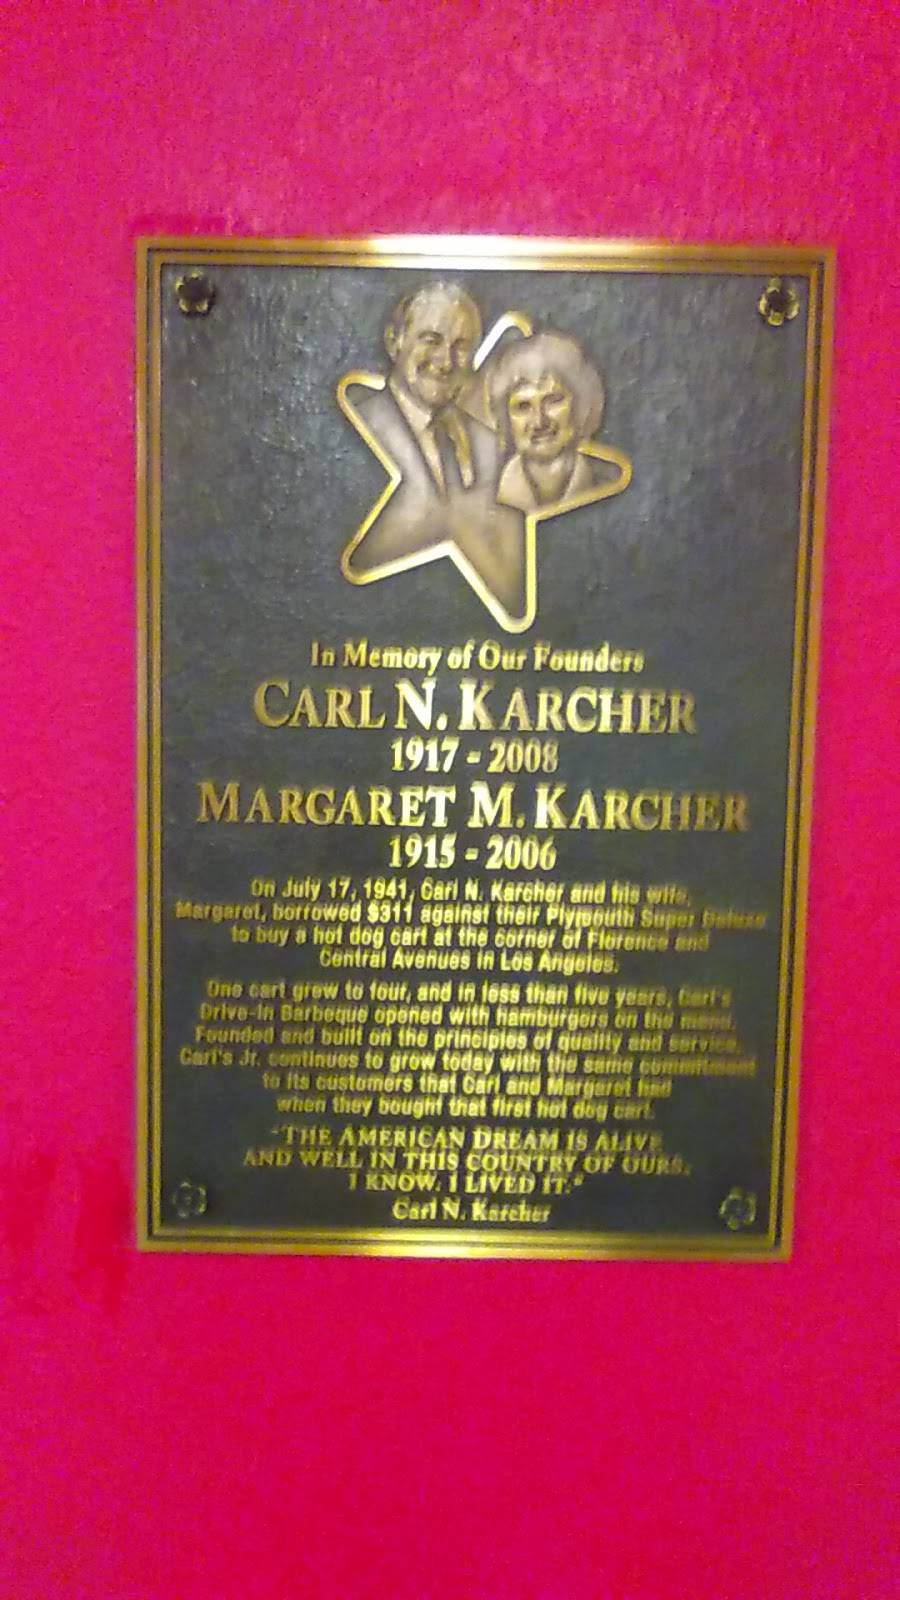 In Memory of Our Founders
CARL N. KARCHER
1917 - 2008
MARGARET M. KARCHER
1915 - 2006
On July 17, 1941, Carl N. Karcher and his wife,
Margaret, borrowed $311 against their Plymouth Super Deluxe
to buy a hot dog cart at the corner of Florence and
Central Avenues in Los Angeles.
One cart grew to four, and in less than five years, Carl's
Drive-In Barbeque opened with hamburgers on the menu.
Founded and built on the principles of quality and service,
Carl's Jr. continues to grow today with the same commitment
to its customers that Carl and Margaret had
when they bought that first hot dog cart.
"THE AMERICAN DREAM IS ALIVE
AND WELL IN THIS COUNTRY OF OURS.
I KNOW. I LIVED IT."
Carl N. Karcher